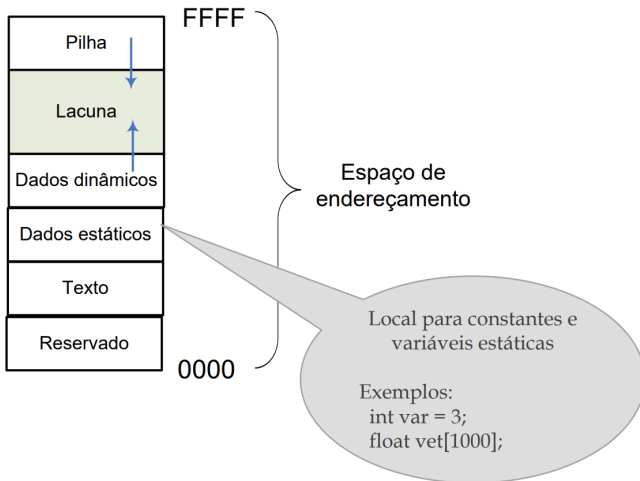 FFFF
Pilha
Lacuna
Dados dinâmicos
Dados estáticos
Texto
Reservado
0000
Espaço de
endereçamento
Local para constantes e
variáveis estáticas
Exemplos:
int var = 3;
float vet[1000];